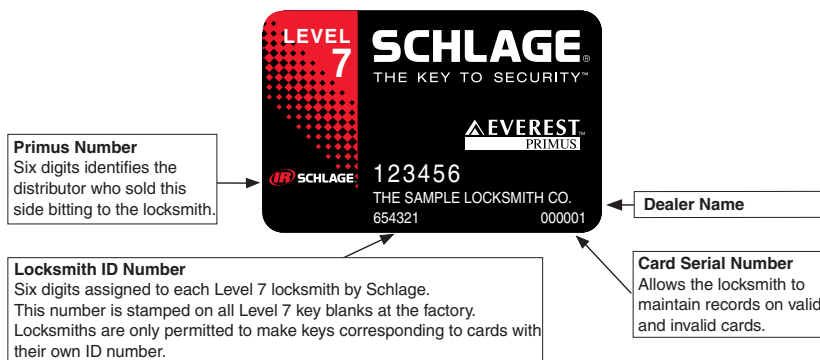 LEVEL
7
SCHLAGE®
THE KEY TO SECURITY™
EVEREST™
PRIMUS
IR SCHLAGE
123456
THE SAMPLE LOCKSMITH CO.
654321 000001
Primus Number
Six digits identifies the
distributor who sold this
side bitting to the locksmith.
Dealer Name
Locksmith ID Number
Six digits assigned to each Level 7 locksmith by Schlage.
This number is stamped on all Level 7 key blanks at the factory.
Locksmiths are only permitted to make keys corresponding to cards with
their own ID number.
Card Serial Number
Allows the locksmith to
maintain records on valid
and invalid cards.